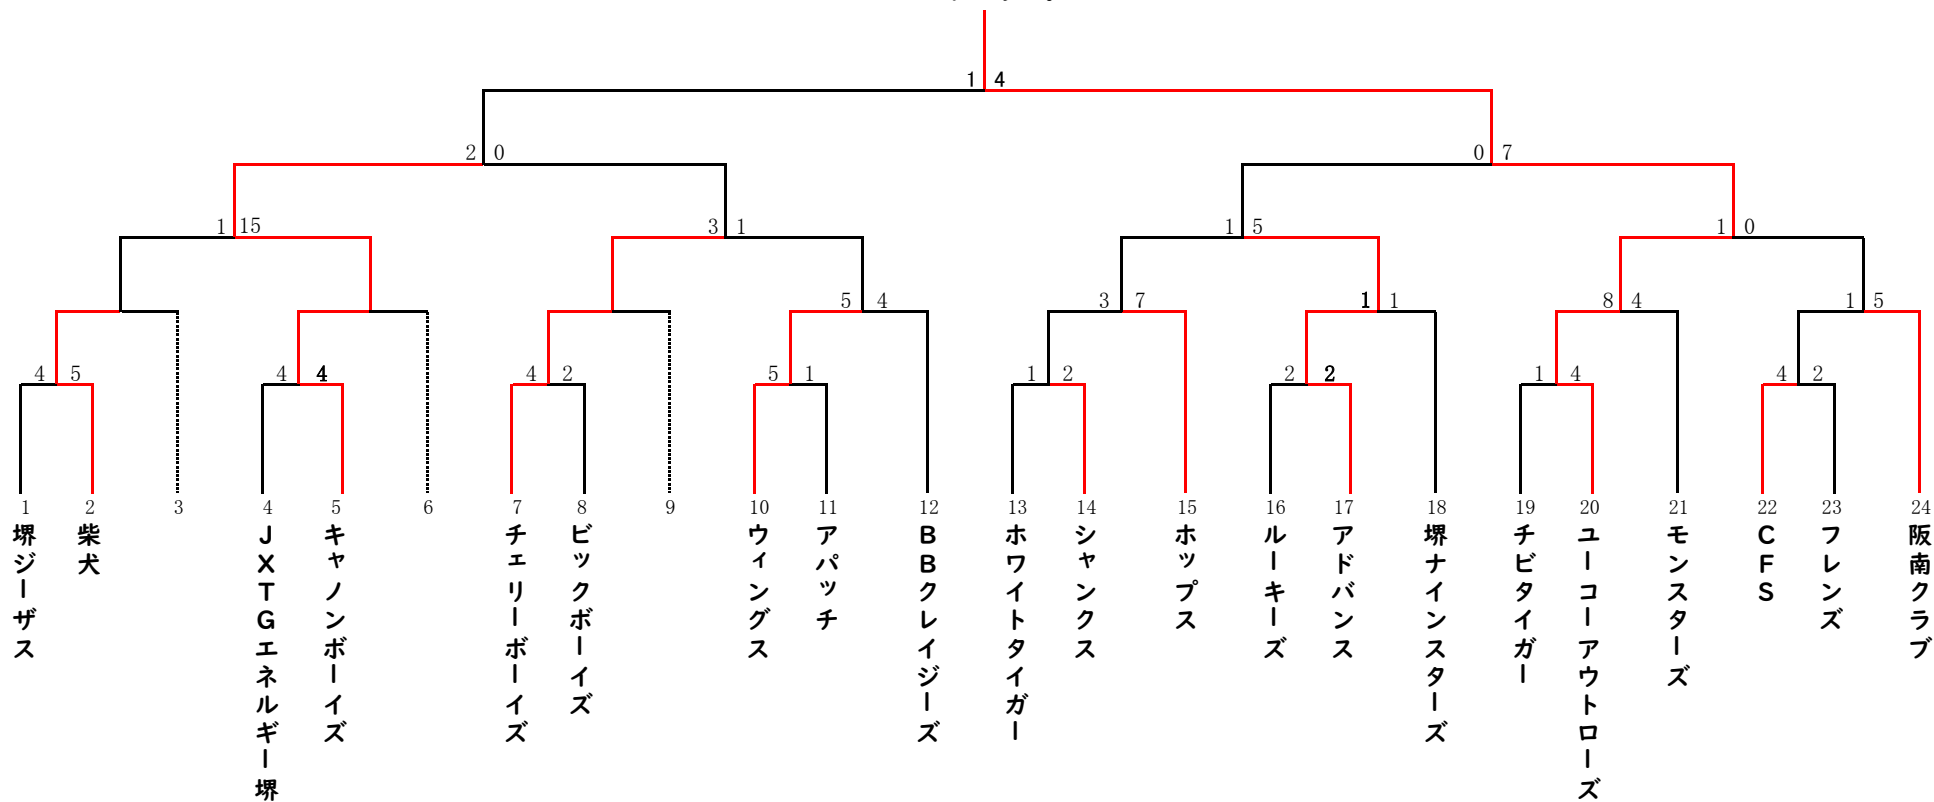 1 4
2 0
0 7
1 15
3 1
1 5
1 0
5 4
3 7
1 1
8 4
1 5
4 5
4 4
4 2
5 1
1 2
2 2
1 4
4 2
1 2 3 4 5 6 7 8 9 10 11 12 13 14 15 16 17 18 19 20 21 22 23 24
堺ジーザス
柴犬
JXTGエネルギー堺
キャノンボーイズ
チェリーボーイズ
ビックボーイズ
ウィングス
アパッチ
BBクレイジーズ
ホワイトタイガー
シャンクス
ホップス
ルーキーズ
アドバンス
堺ナインスターズ
チビタイガー
ユーコーアウトローズ
モンスターズ
CFS
フレンズ
阪南クラブ